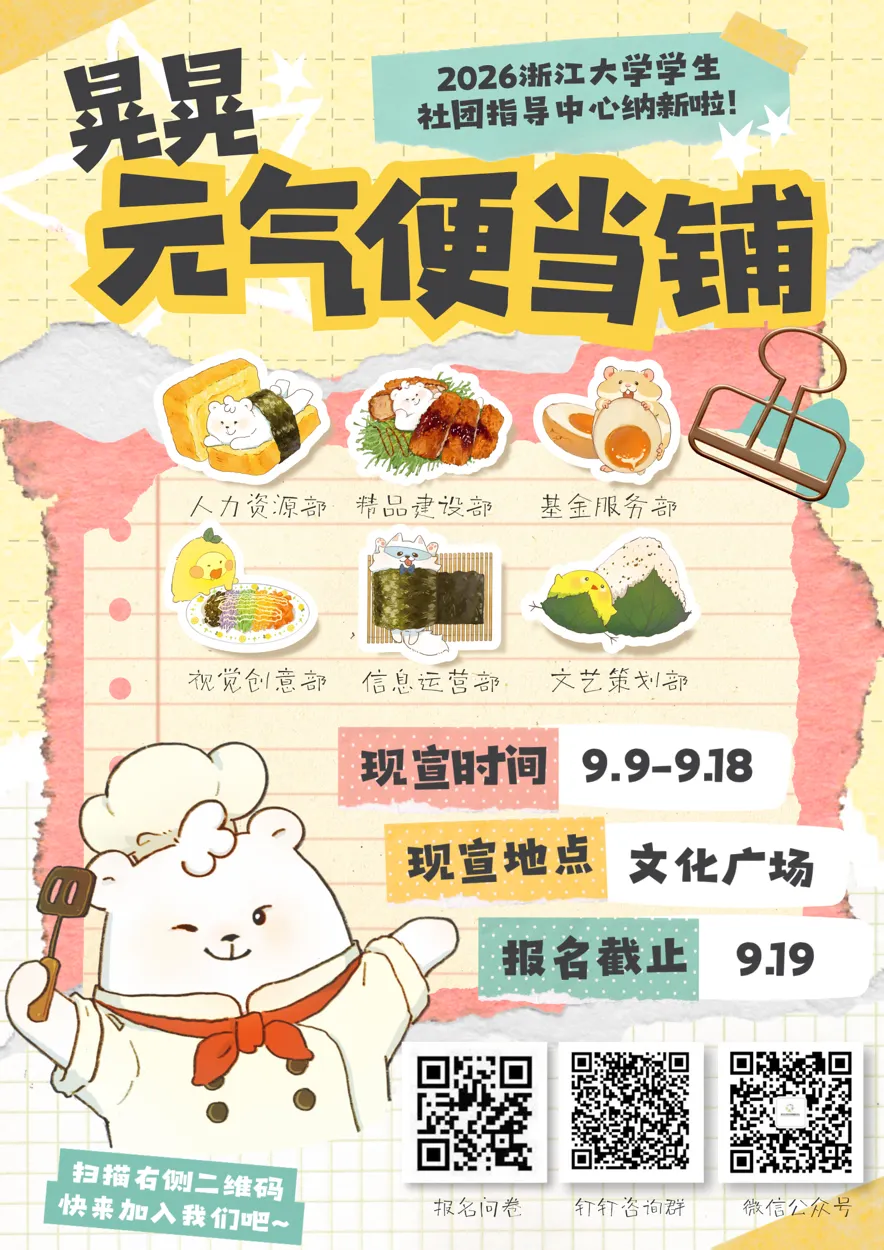 晃晃
2026浙江大学学生
社团指导中心纳新啦！
元气便当铺
人力资源部 精品建设部 基金服务部
视觉创意部 信息运营部 文艺策划部
现宣时间 9.9-9.18
现宣地点 文化广场
报名截止 9.19
扫描右侧二维码
快来加入我们吧~
报名问卷 钉钉咨询群 微信公众号